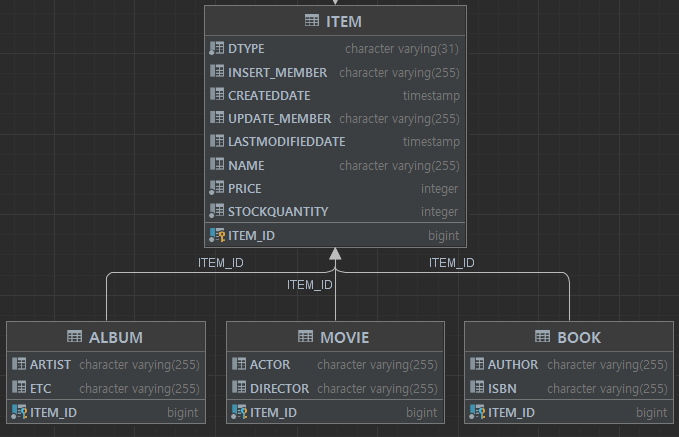 ITEM
DTYPE character varying(31)
INSERT_MEMBER character varying(255)
CREATEDDATE timestamp
UPDATE_MEMBER character varying(255)
LASTMODIFIEDDATE timestamp
NAME character varying(255)
PRICE integer
STOCKQUANTITY integer
ITEM_ID bigint
ITEM_ID
ITEM_ID
ITEM_ID
ALBUM
ARTIST character varying(255)
ETC character varying(255)
ITEM_ID bigint
MOVIE
ACTOR character varying(255)
DIRECTOR character varying(255)
ITEM_ID bigint
BOOK
AUTHOR character varying(255)
ISBN character varying(255)
ITEM_ID bigint